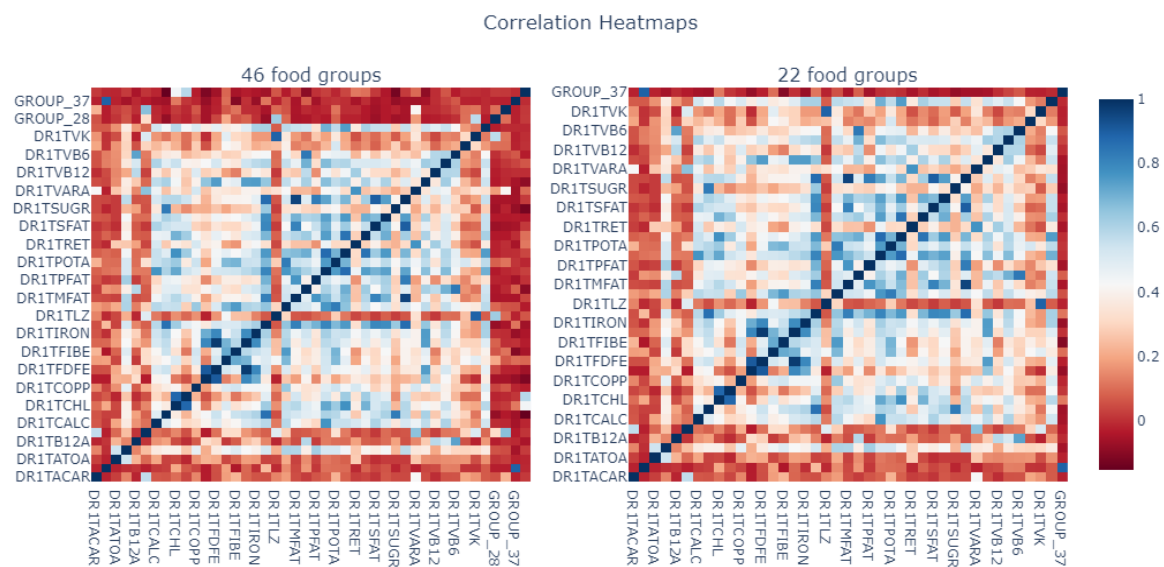 Correlation Heatmaps
46 food groups
22 food groups
GROUP_37
GROUP_28
DR1TVK
DR1TVB6
DR1TVB12
DR1TVARA
DR1TSUGR
DR1TSFAT
DR1TRET
DR1TPOTA
DR1TPFAT
DR1TMFAT
DR1TLZ
DR1TIRON
DR1TFIBE
DR1TFDFE
DR1TCOPP
DR1TCHL
DR1TCALC
DR1TB12A
DR1TATOA
DR1TACAR
DR1TACAR
DR1TATOA
DR1TB12A
DR1TCALC
DR1TCHL
DR1TCOPP
DR1TFDFE
DR1TFIBE
DR1TIRON
DR1TLZ
DR1TMFAT
DR1TPFAT
DR1TPOTA
DR1TRET
DR1TSFAT
DR1TSUGR
DR1TVARA
DR1TVB12
DR1TVB6
DR1TVK
GROUP_28
GROUP_37
GROUP_37
DR1TVK
DR1TVB6
DR1TVB12
DR1TVARA
DR1TSUGR
DR1TSFAT
DR1TRET
DR1TPOTA
DR1TPFAT
DR1TMFAT
DR1TLZ
DR1TIRON
DR1TFIBE
DR1TFDFE
DR1TCOPP
DR1TCHL
DR1TCALC
DR1TB12A
DR1TATOA
DR1TACAR
DR1TACAR
DR1TATOA
DR1TB12A
DR1TCALC
DR1TCHL
DR1TCOPP
DR1TFDFE
DR1TFIBE
DR1TIRON
DR1TLZ
DR1TMFAT
DR1TPFAT
DR1TPOTA
DR1TRET
DR1TSFAT
DR1TSUGR
DR1TVARA
DR1TVB12
DR1TVB6
DR1TVK
GROUP_37
1
0.8
0.6
0.4
0.2
0